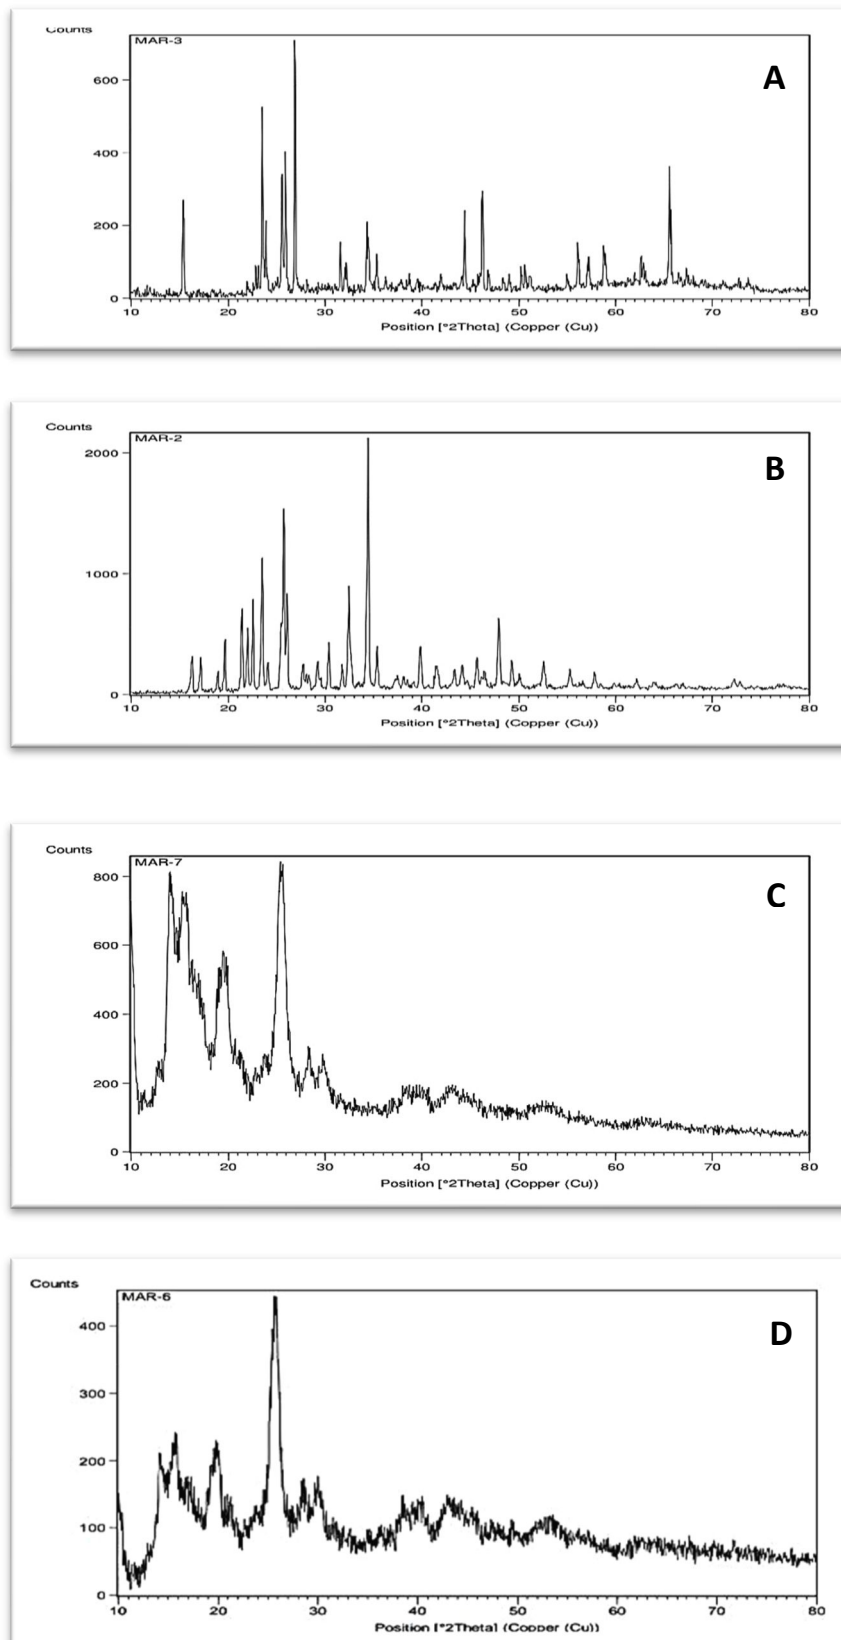 Counts
MAR-3
A
600
400
200
0
10 20 30 40 50 60 70 80
Position [°2Theta] (Copper (Cu))
Counts
MAR-2
B
2000
1000
0
10 20 30 40 50 60 70 80
Position [°2Theta] (Copper (Cu))
Counts
MAR-7
C
800
600
400
200
0
10 20 30 40 50 60 70 80
Position [°2Theta] (Copper (Cu))
Counts
MAR-6
D
400
300
200
100
0
10 20 30 40 50 60 70 80
Position [°2Theta] (Copper (Cu))